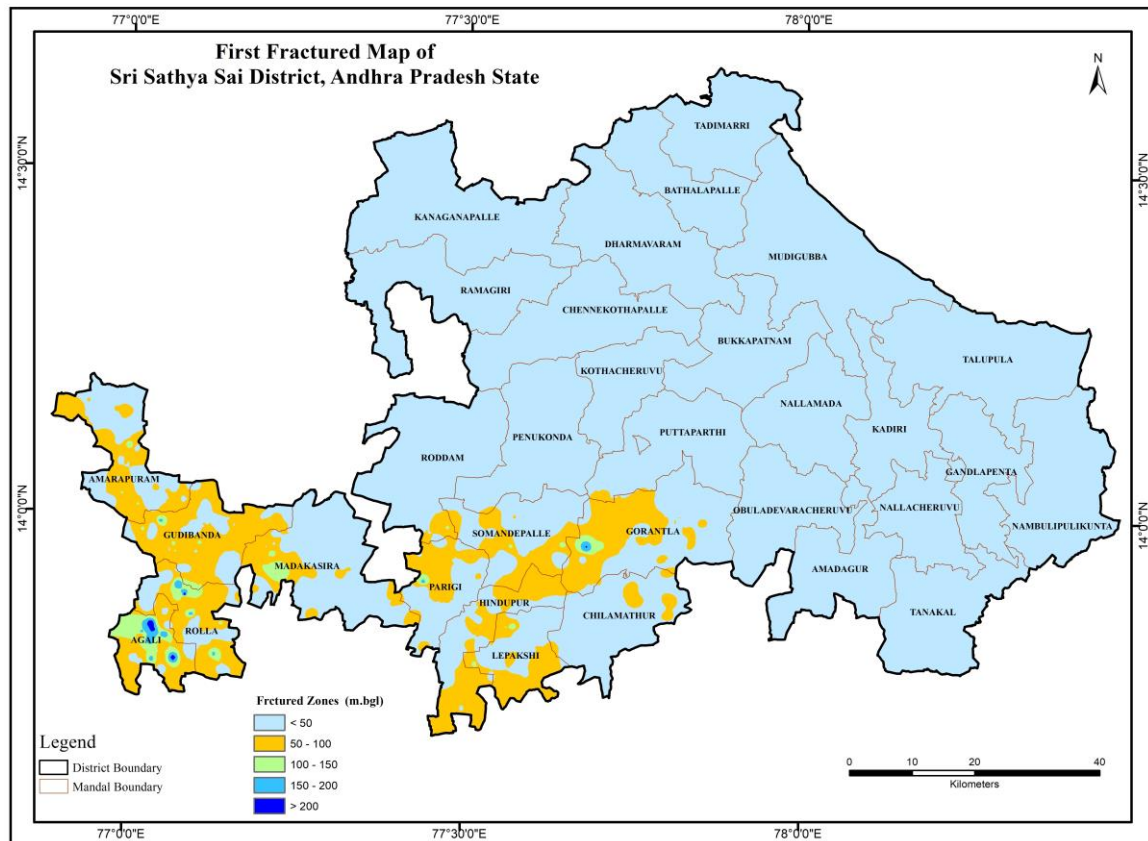 77°0'0"E
77°30'0"E
78°0'0"E
First Fractured Map of
Sri Sathya Sai District, Andhra Pradesh State
N
14°30'0"N
14°30'0"N
TADIMARRI
BATHALAPALLE
KANAGANAPALLE
DHARMAVARAM
MUDIGUBBA
RAMAGIRI
CHENNEKOTHAPALLE
BUKKAPATNAM
TALUPULA
KOTHACHERUVU
NALLAMADA
KADIRI
PENUKONDA
PUTTAPARTHI
RODDAM
GANDLAPENTA
AMARAPURAM
14°0'0"N
14°0'0"N
OBULADEVARACHERUVU
NALLACHERUVU
NAMBULIPULIKUNTA
GUDIBANDA
SOMANDEPALLE
GORANTLA
MADAKASIRA
AMADAGUR
PARIGI
HINDUPUR
CHILAMATHUR
TANAKAL
AGALI
ROLLA
LEPAKSHI
Frctured Zones (m.bgl)
< 50
50 - 100
100 - 150
150 - 200
> 200
Legend
District Boundary
Mandal Boundary
0 10 20 40
Kilometers
77°0'0"E
77°30'0"E
78°0'0"E